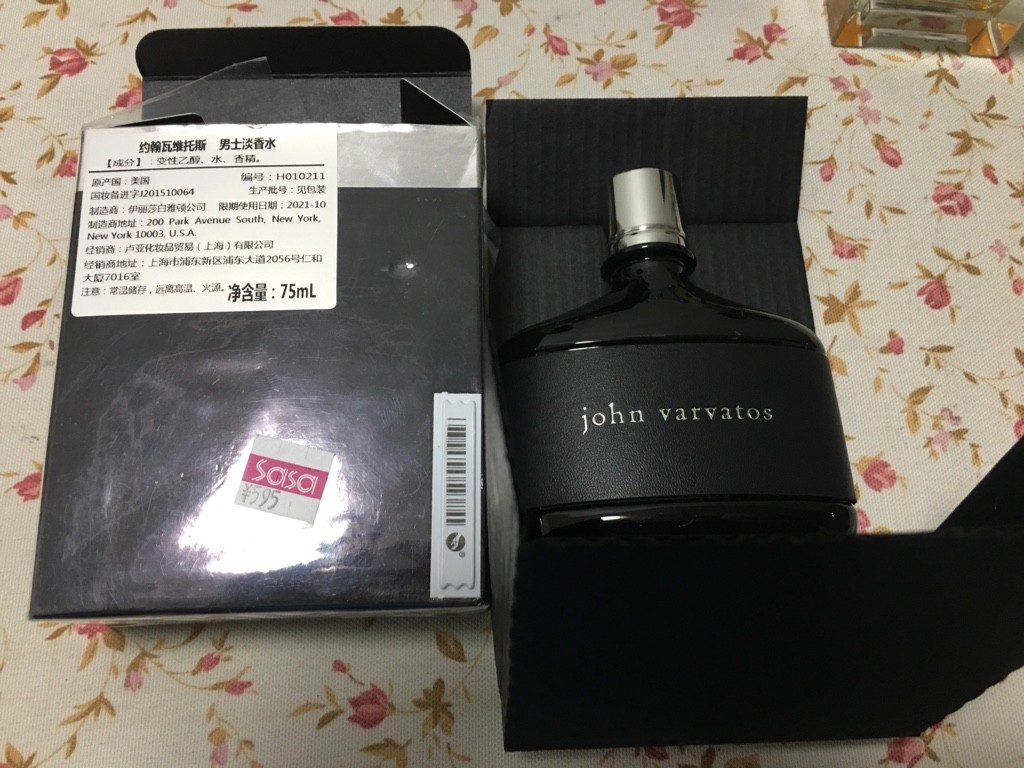 约翰瓦维托斯 男士淡香水
【成分】:变性乙醇、水、香精。
原产国:美国 编号:H010211
国妆备进字J201510064 生产批号:见包装
制造商:伊丽莎白雅顿公司 限期使用日期:2021-10
制造商地址:200 Park Avenue South, New York,
New York 10003, U.S.A.
经销商:卢亚化妆品贸易(上海)有限公司
经销商地址:上海市浦东新区浦东大道2056号仁和
大厦7016室
注意:常温储存,远离高温、火源。净含量:75mL
sasa
¥595
john varvatos